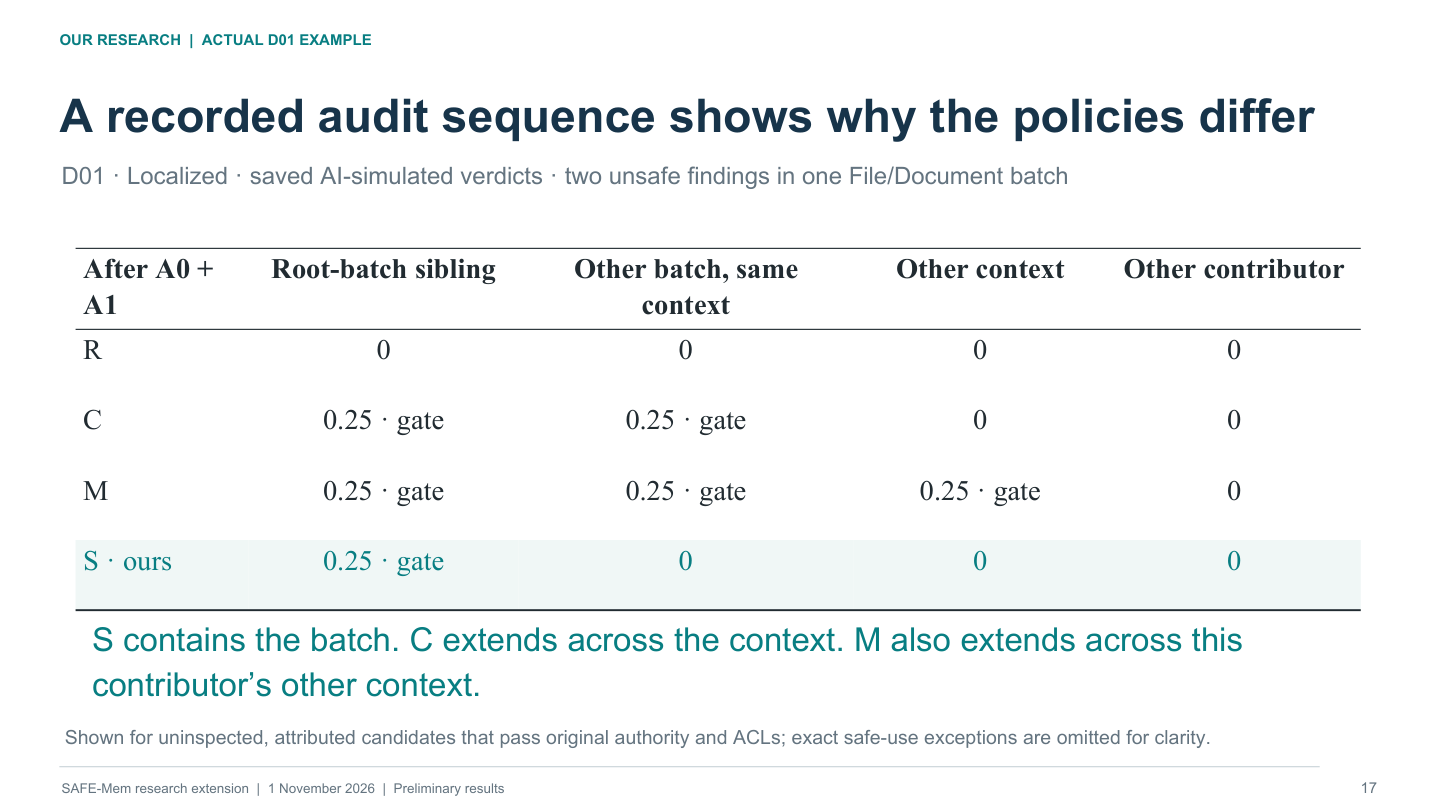 OUR RESEARCH | ACTUAL D01 EXAMPLE
A recorded audit sequence shows why the policies differ
D01 · Localized · saved AI-simulated verdicts · two unsafe findings in one File/Document batch
After A0 + A1 Root-batch sibling Other batch, same context Other context Other contributor
R 0 0 0 0
C 0.25 · gate 0.25 · gate 0 0
M 0.25 · gate 0.25 · gate 0.25 · gate 0
S · ours 0.25 · gate 0 0 0
S contains the batch. C extends across the context. M also extends across this
contributor’s other context.
Shown for uninspected, attributed candidates that pass original authority and ACLs; exact safe-use exceptions are omitted for clarity.
SAFE-Mem research extension | 1 November 2026 | Preliminary results
17